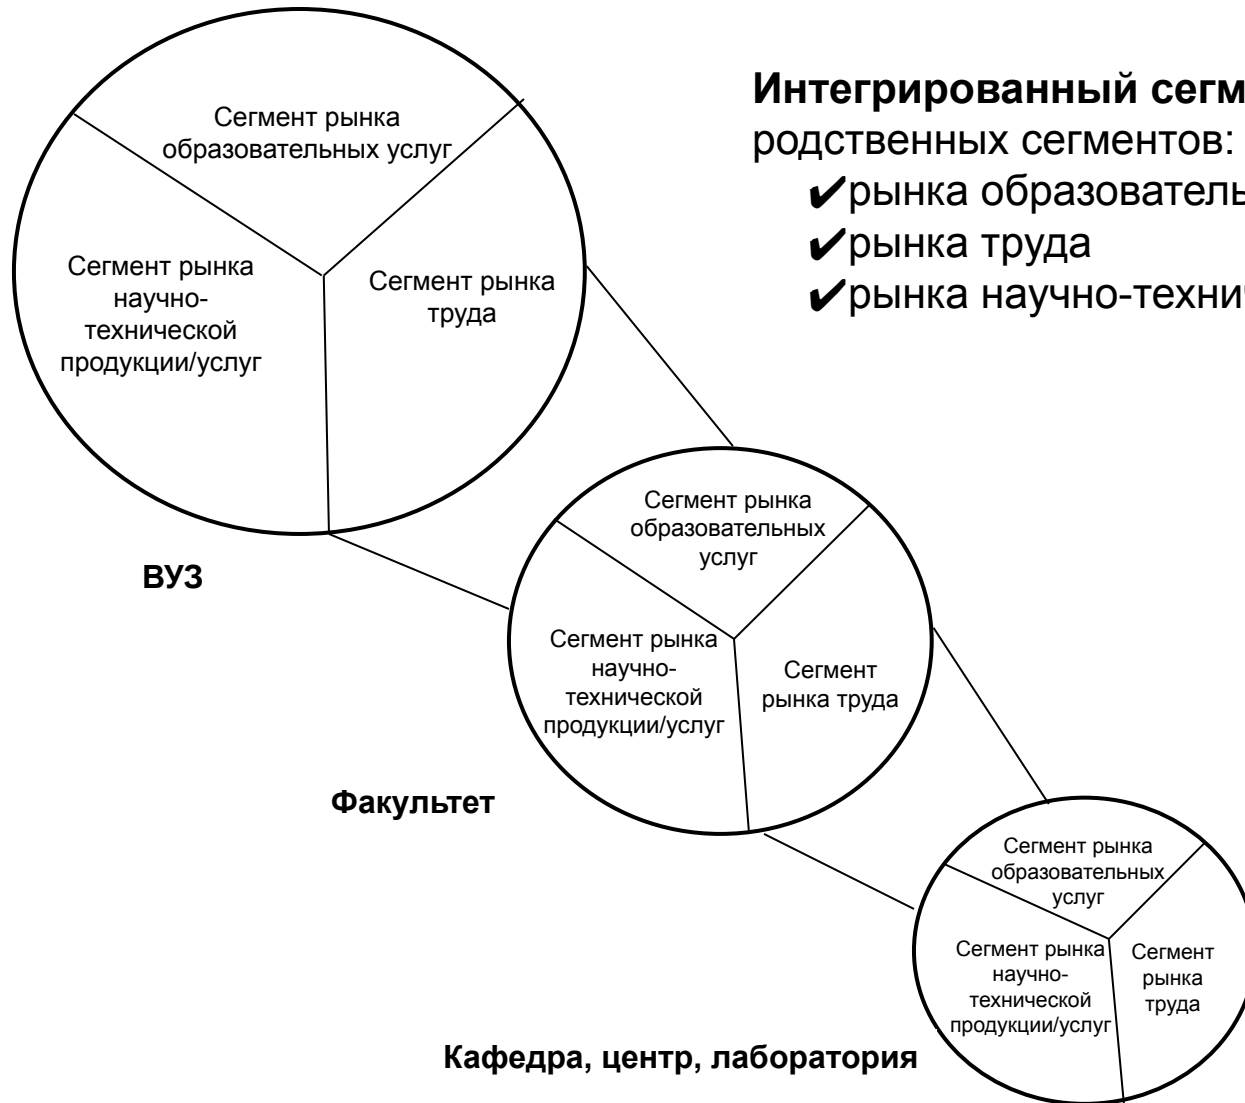 Интегрированный сегм
родственных сегментов:
✔рынка образователь
✔рынка труда
✔рынка научно-технич
Сегмент рынка
образовательных услуг
Сегмент рынка
научно-
технической
продукции/услуг
Сегмент рынка
труда
ВУЗ
Сегмент рынка
образовательных
услуг
Сегмент рынка
научно-
технической
продукции/услуг
Сегмент
рынка труда
Факультет
Сегмент рынка
образовательных
услуг
Сегмент рынка
научно-
технической
продукции/услуг
Сегмент
рынка
труда
Кафедра, центр, лаборатория